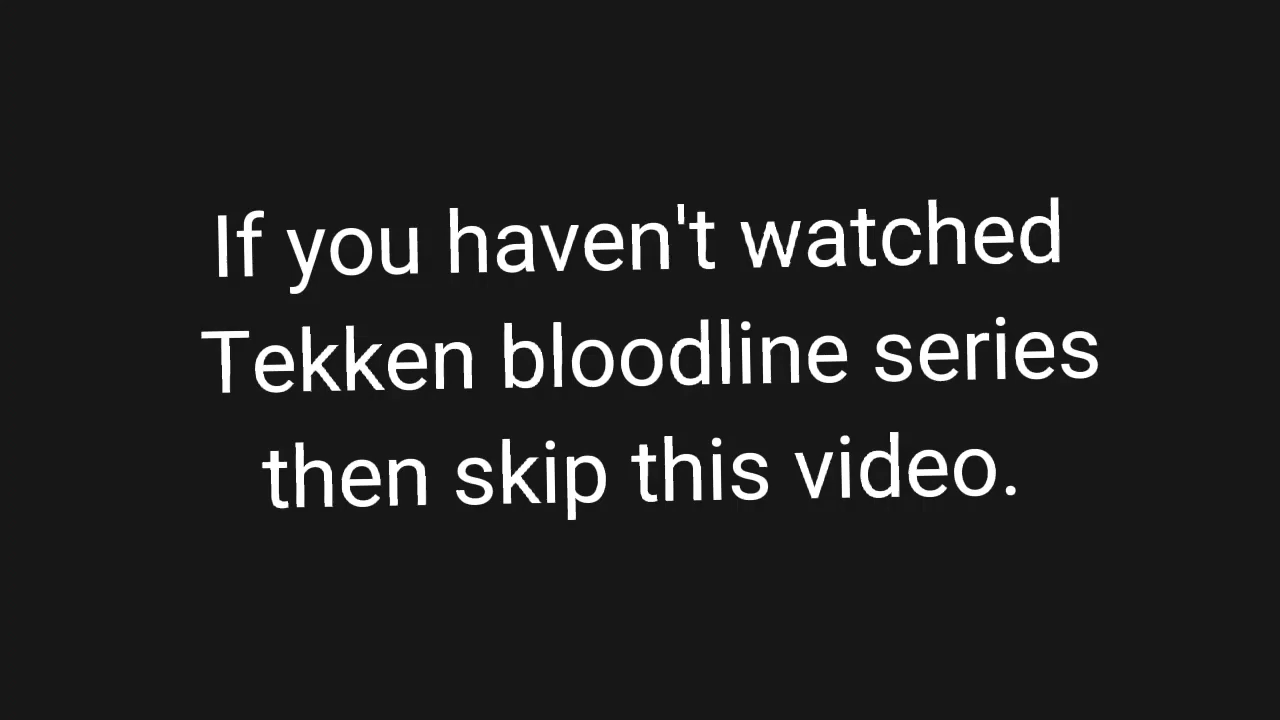 If you haven't watched
Tekken bloodline series
then skip this video.